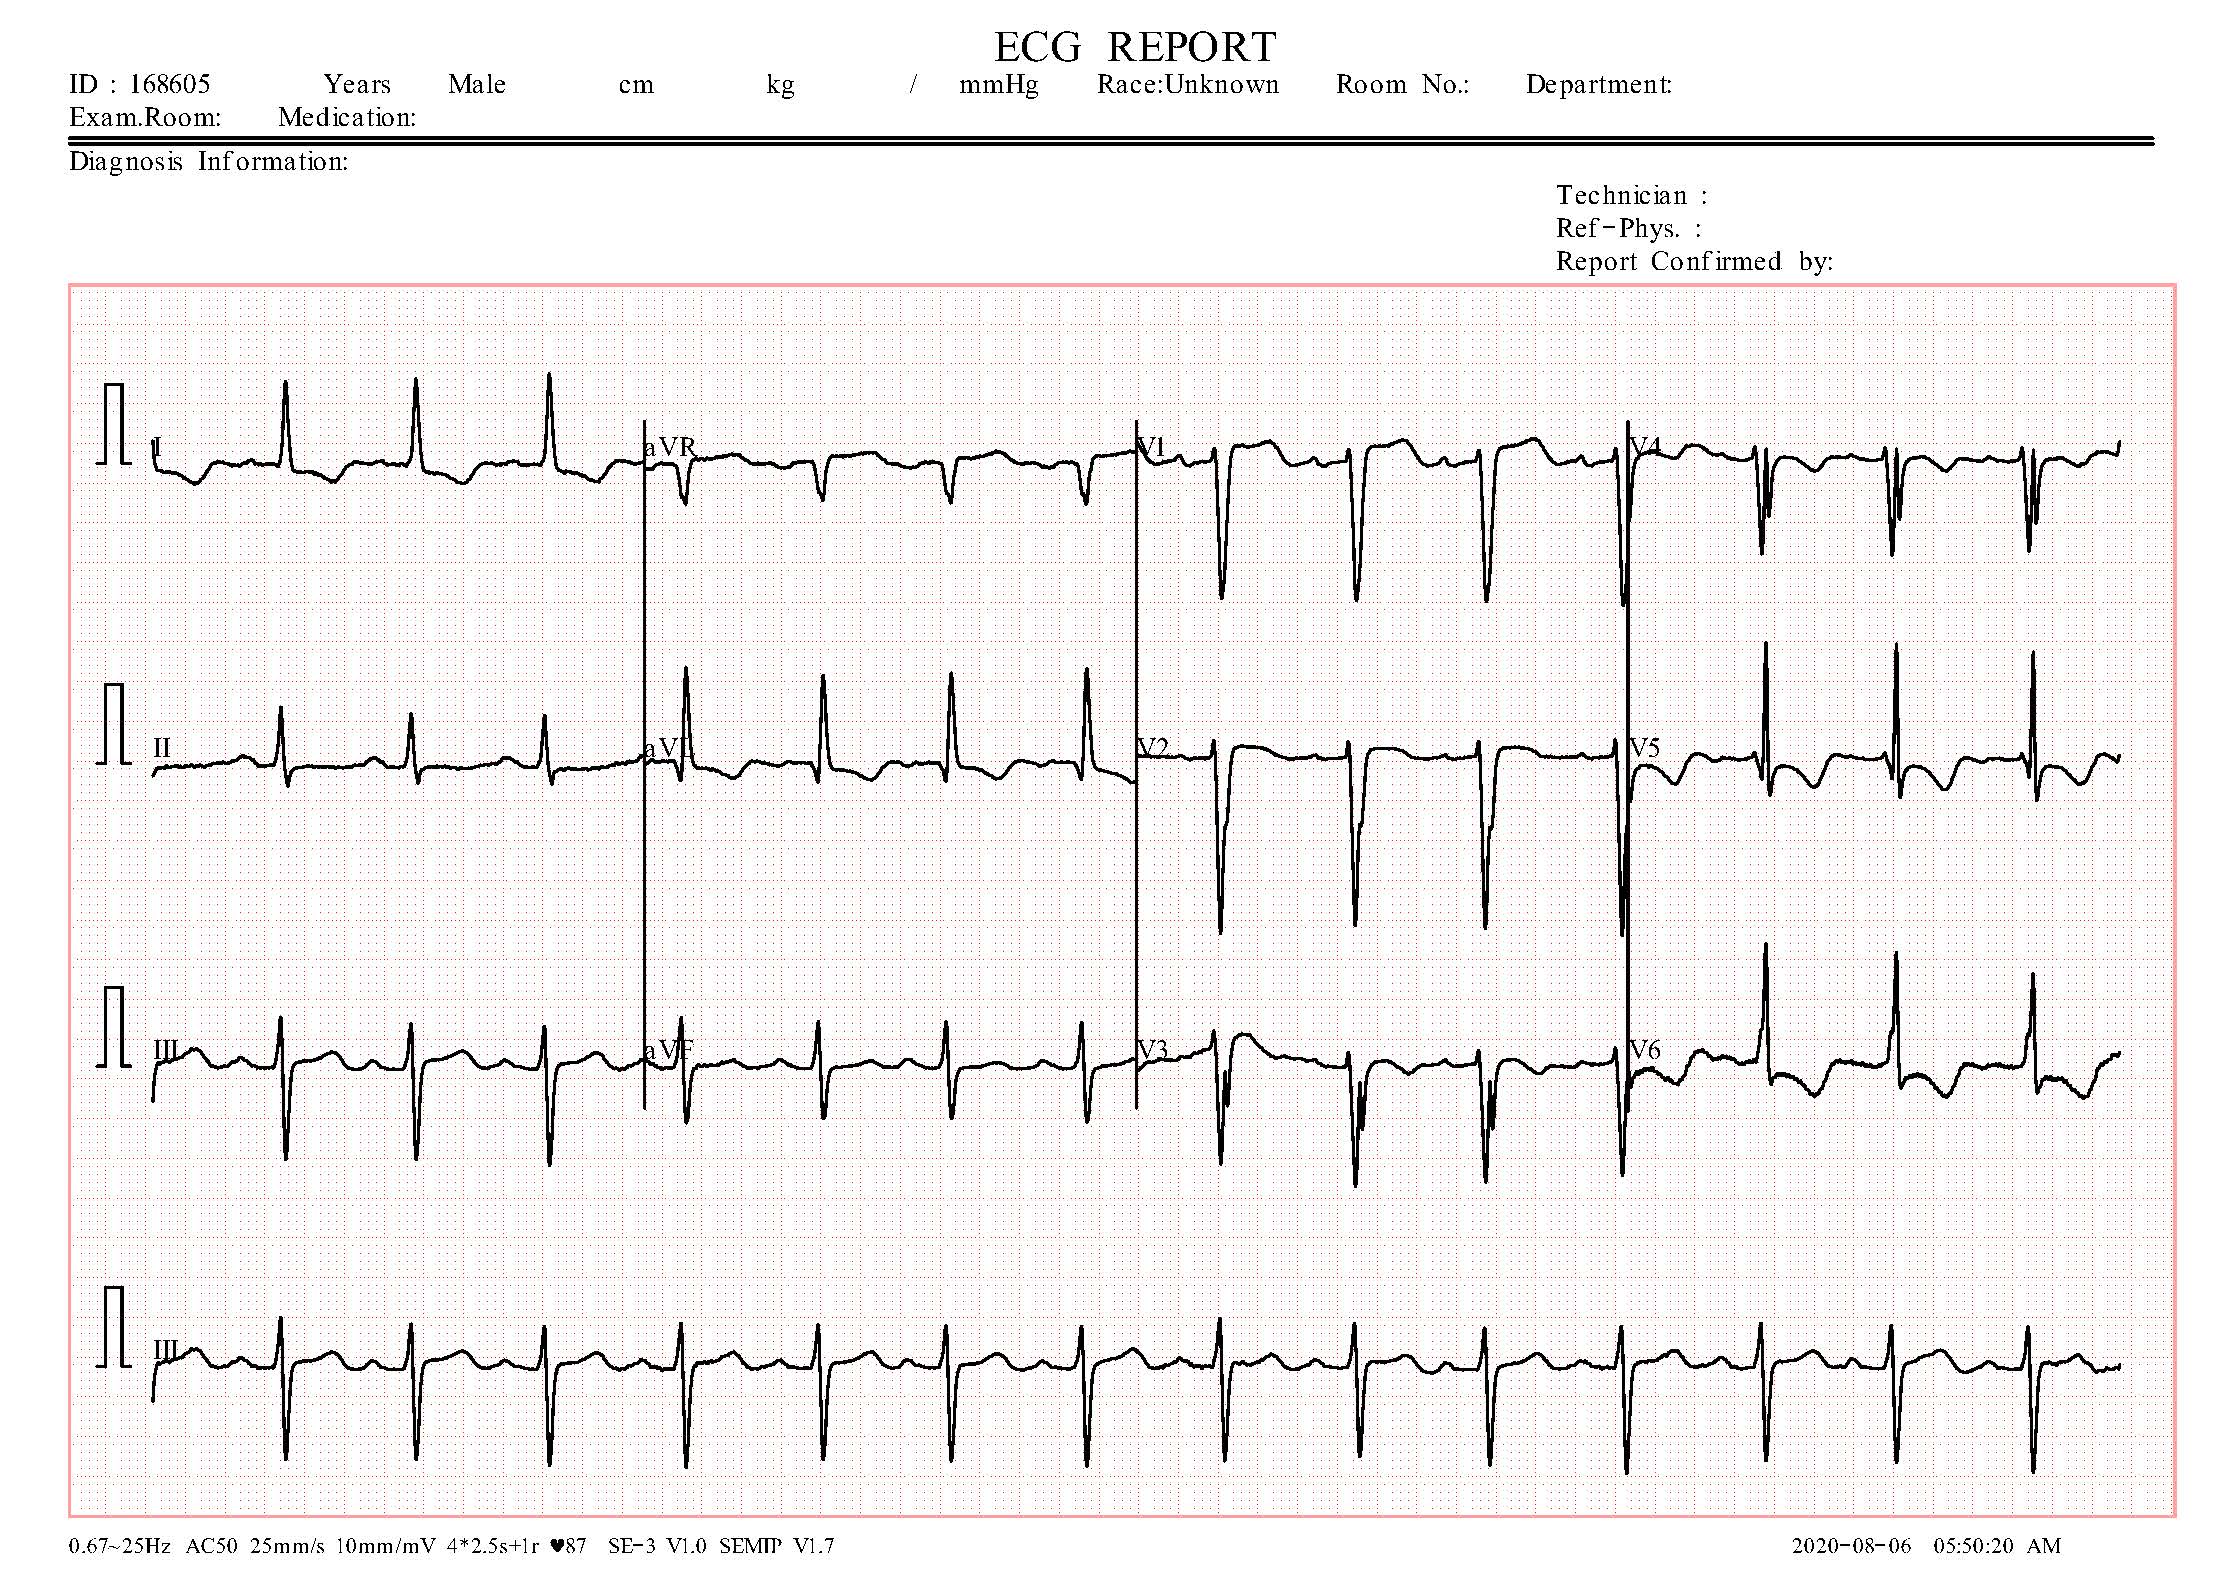 ECG REPORT
ID : 168605 Years Male cm kg / mmHg Race:Unknown Room No.: Department:
Exam.Room: Medication:
Diagnosis Information:
Technician :
Ref-Phys. :
Report Confirmed by:
I aVR V1 V4
II aVL V2 V5
III aVF V3 V6
III
0.67~25Hz AC50 25mm/s 10mm/mV 4*2.5s+1r ♥87 SE-3 V1.0 SEMIP V1.7 2020-08-06 05:50:20 AM